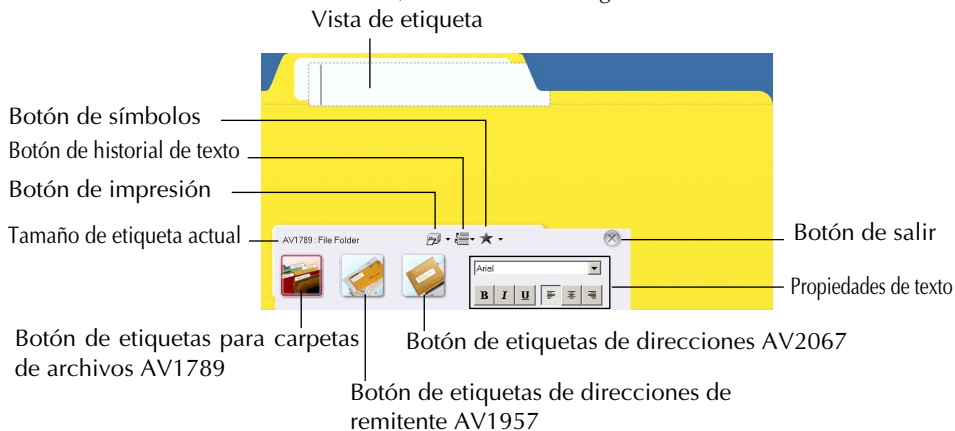 Vista de etiqueta
Botón de símbolos
Botón de historial de texto
Botón de impresión
Tamaño de etiqueta actual
AV1789 : File Folder
Botón de salir
Arial
B I U
Propiedades de texto
Botón de etiquetas para carpetas
de archivos AV1789
Botón de etiquetas de direcciones AV2067
Botón de etiquetas de direcciones de
remitente AV1957